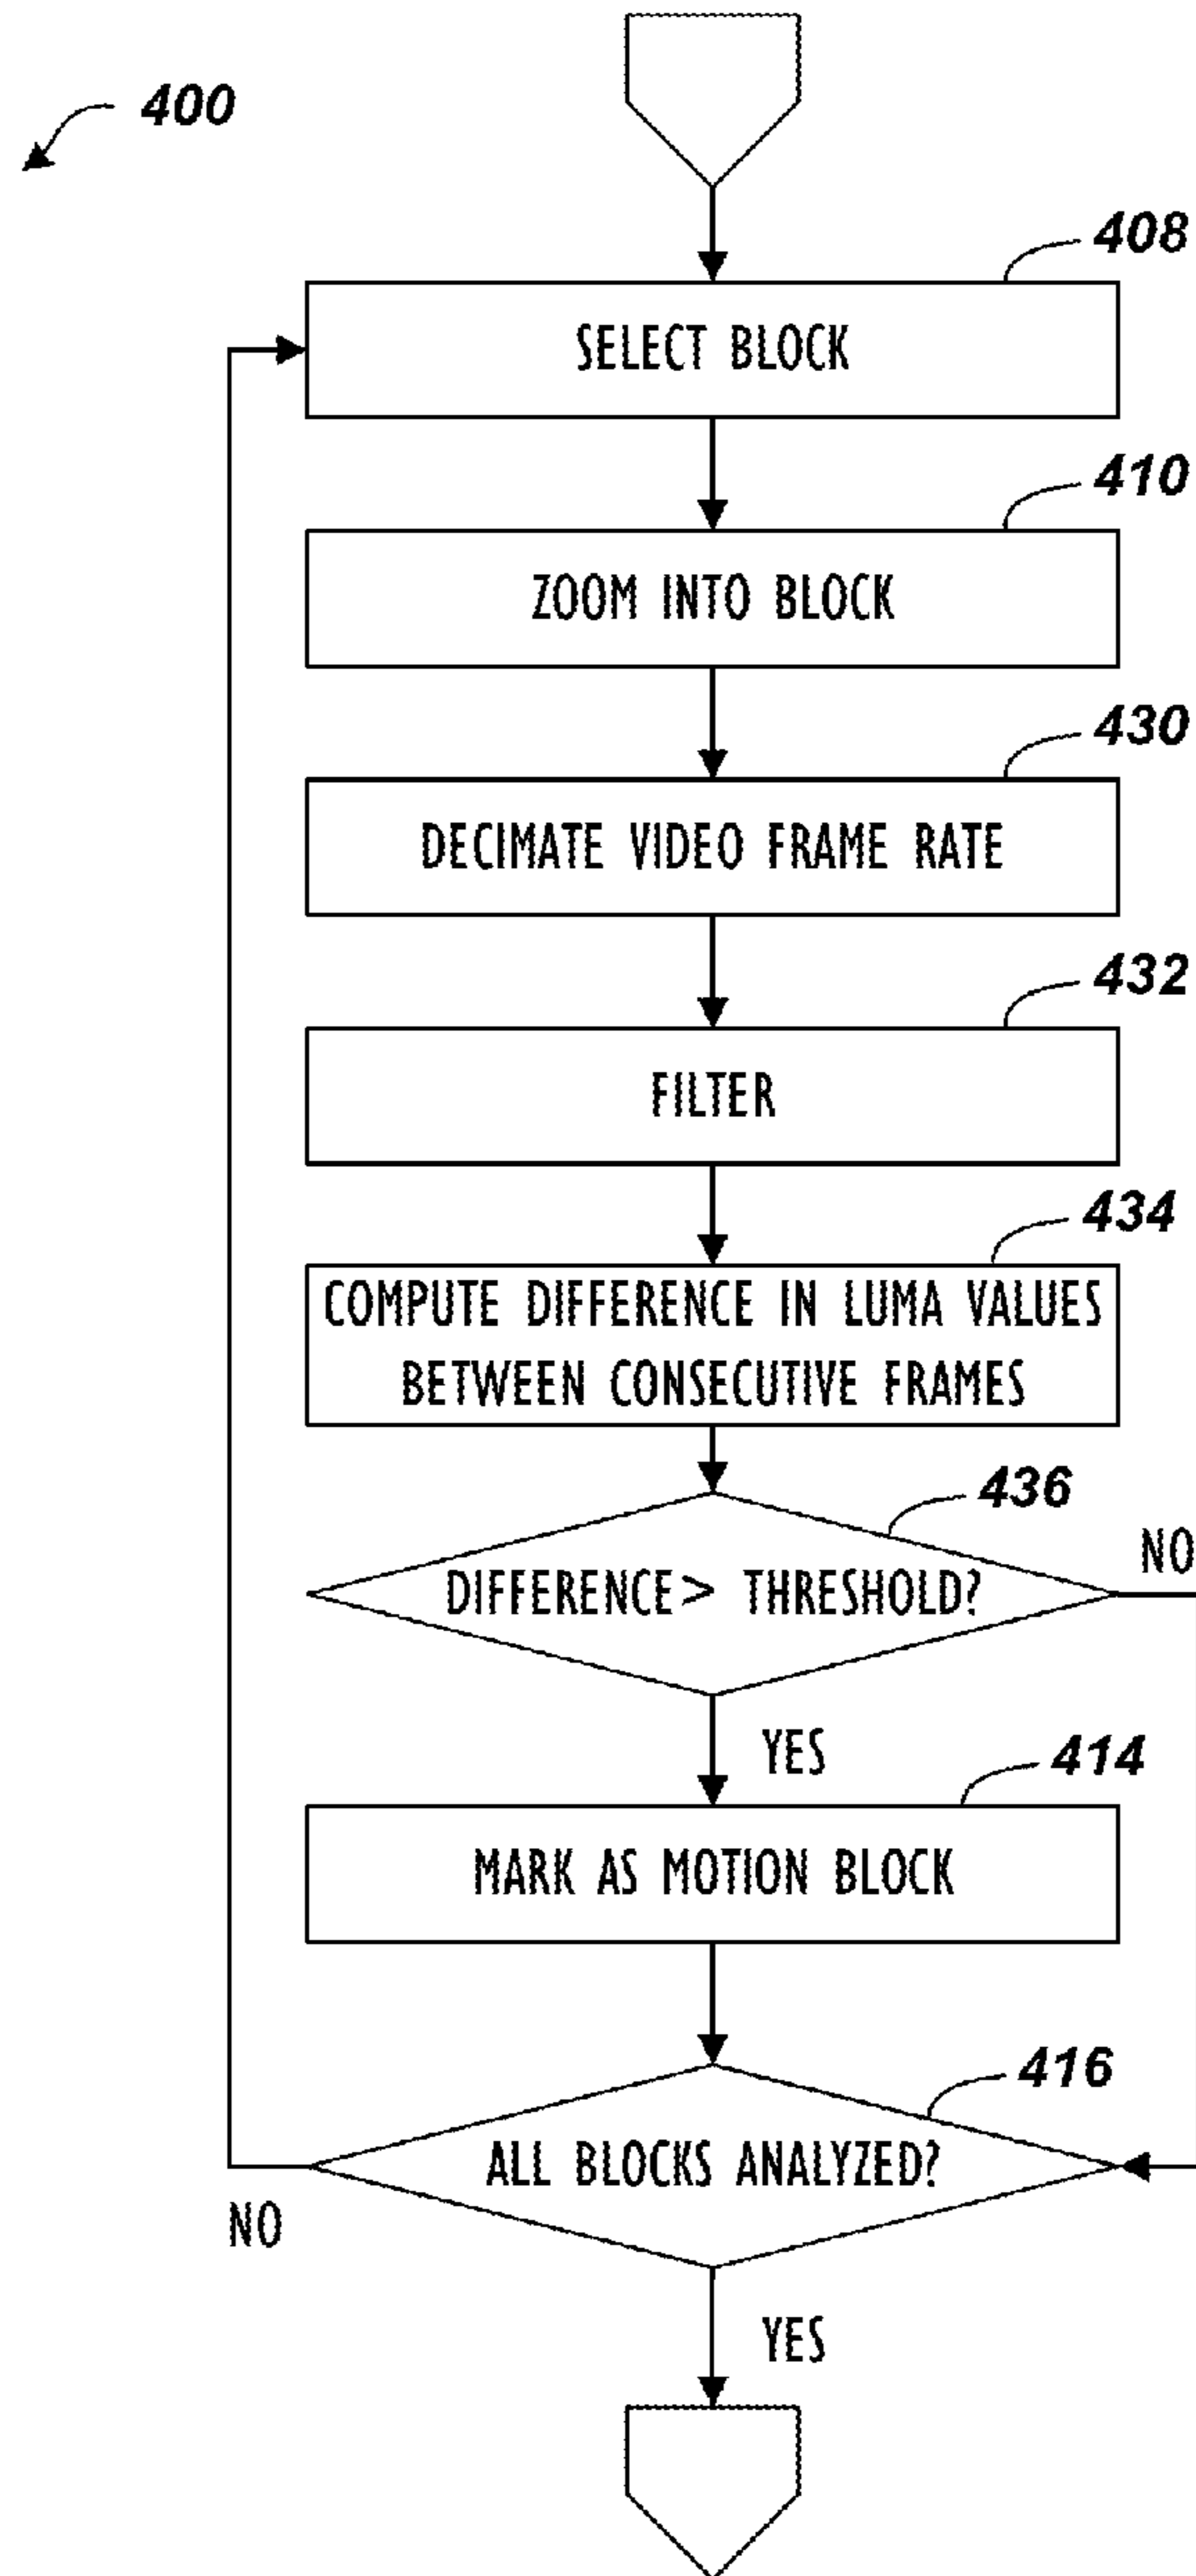 400
408
SELECT BLOCK
410
ZOOM INTO BLOCK
430
DECIMATE VIDEO FRAME RATE
432
FILTER
434
COMPUTE DIFFERENCE IN LUMA VALUES
BETWEEN CONSECUTIVE FRAMES
436
NO
DIFFERENCE> THRESHOLD?
YES
414
MARK AS MOTION BLOCK
416
ALL BLOCKS ANALYZED?
NO
YES